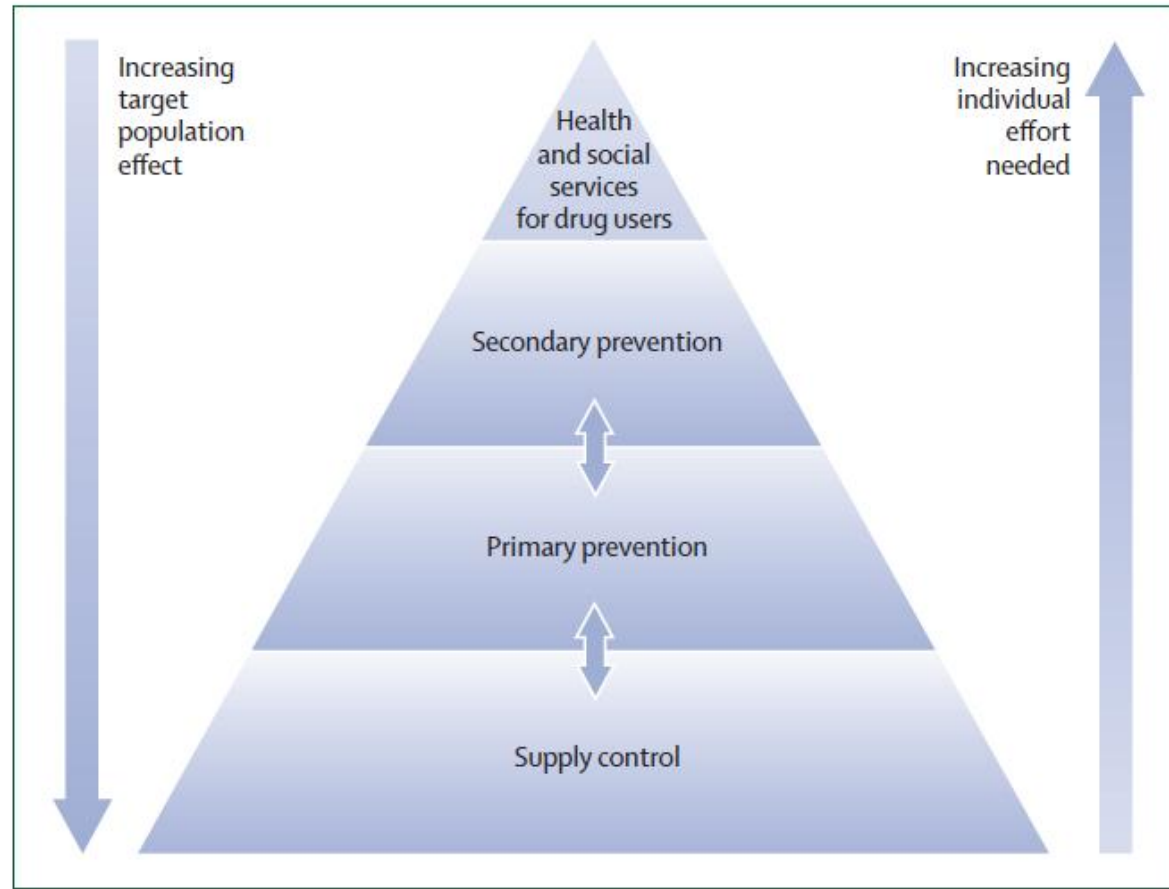 Increasing
target
population
effect
Increasing
individual
effort
needed
Health
and social
services
for drug users
Secondary prevention
Primary prevention
Supply control